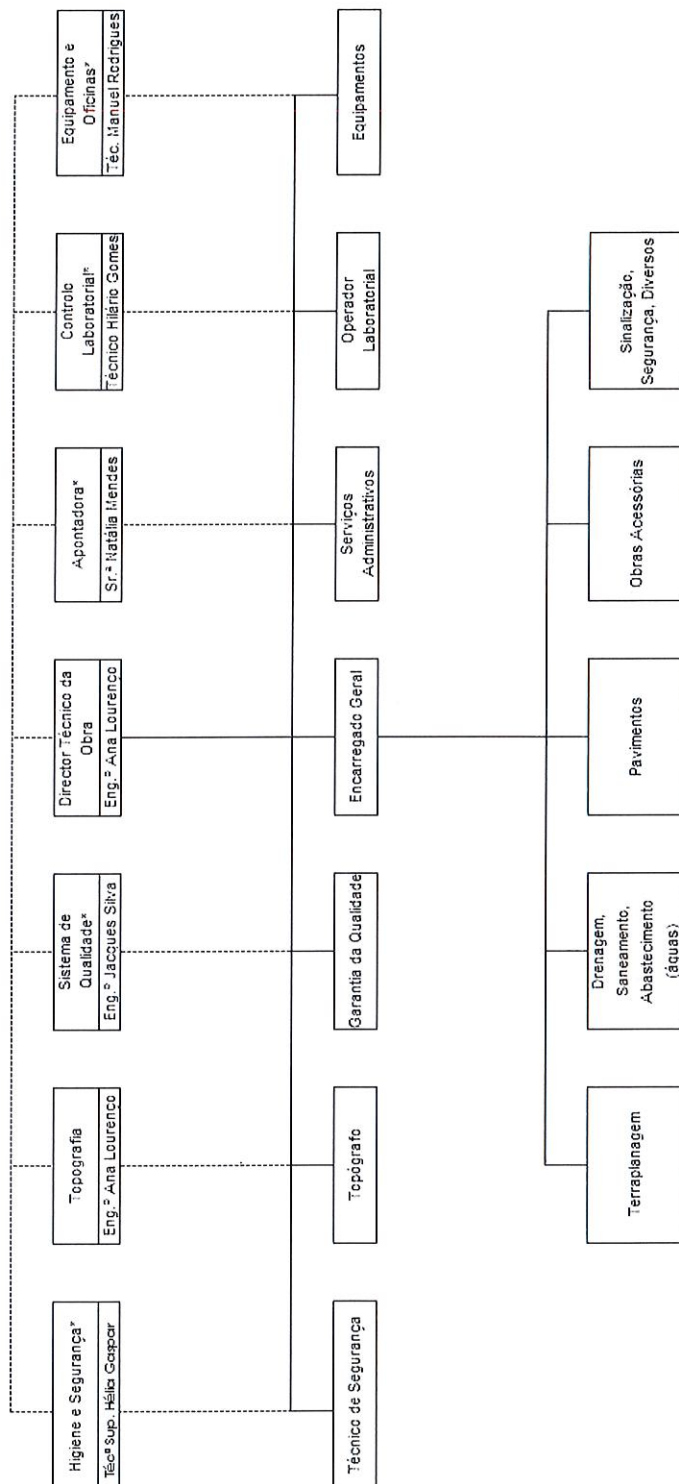 Higiene e Segurança*
Técª Sup. Hélia Gaspar
Topografia
Eng.ª Ana Lourenço
Sistema de
Qualidade*
Eng.º Jacques Silva
Director Técnico da
Obra
Eng.ª Ana Lourenço
Apontadora*
Sr.ª Natália Mendes
Controlo
Laboratorial*
Técnico Hilário Gomes
Equipamento e
Oficinas*
Téc. Manuel Rodrigues
Técnico de Segurança
Topógrafo
Garantia da Qualidade
Encarregado Geral
Serviços
Administrativos
Operador
Laboratorial
Equipamentos
Terraplanagem
Drenagem,
Saneamento,
Abastecimento
(águas)
Pavimentos
Obras Acessórias
Sinalização,
Segurança, Diversos